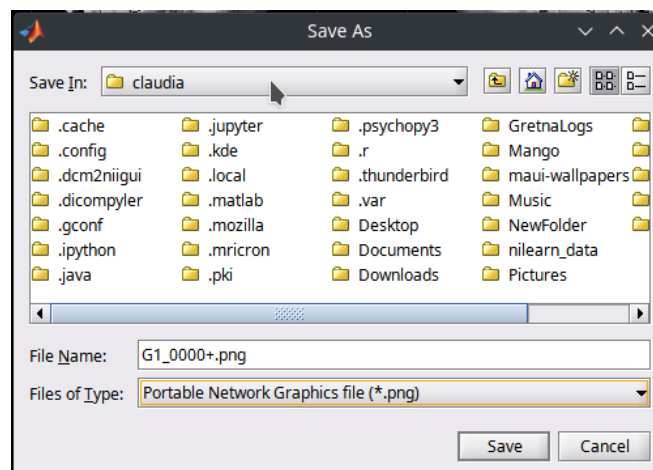 Save As
Save In: claudia
.cache .jupyter .psychopy3 GretnaLogs
.config .kde .r Mango
.dcm2niigui .local .thunderbird maui-wallpapers
.dicompyler .matlab .var Music
.gconf .mozilla Desktop NewFolder
.ipython .mricron Documents nilearn_data
.java .pki Downloads Pictures
File Name: G1_0000+.png
Files of Type: Portable Network Graphics file (*.png)
Save Cancel